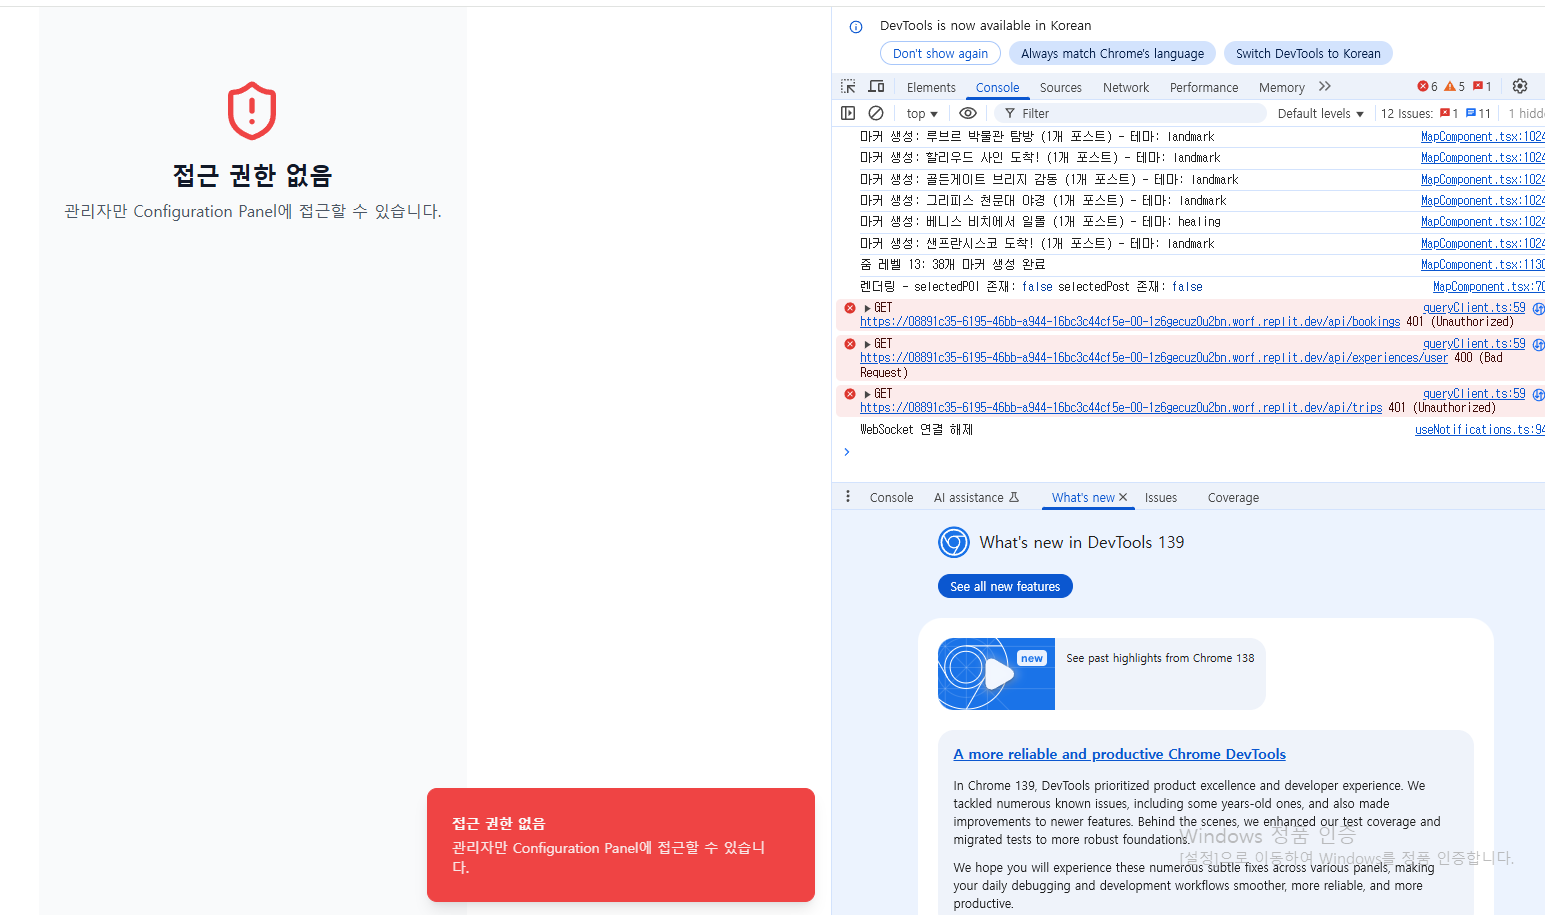 접근 권한 없음
관리자만 Configuration Panel에 접근할 수 있습니다.
접근 권한 없음
관리자만 Configuration Panel에 접근할 수 있습니
다.
DevTools is now available in Korean
Don't show again
Always match Chrome's language
Switch DevTools to Korean
Elements Console Sources Network Performance Memory 6 5 1
top Filter Default levels 12 Issues: 1 11 1
마커 생성: 루브르 박물관 탐방 (1개 포스트) - 테마: landmark MapComponent.tsx:1024
마커 생성: 할리우드 사인 도착! (1개 포스트) - 테마: landmark MapComponent.tsx:1024
마커 생성: 골든게이트 브리지 감동 (1개 포스트) - 테마: landmark MapComponent.tsx:1024
마커 생성: 그리피스 천문대 야경 (1개 포스트) - 테마: landmark MapComponent.tsx:1024
마커 생성: 베니스 비치에서 일몰 (1개 포스트) - 테마: healing MapComponent.tsx:1024
마커 생성: 샌프란시스코 도착! (1개 포스트) - 테마: landmark MapComponent.tsx:1024
줌 레벨 13: 38개 마커 생성 완료 MapComponent.tsx:1130
렌더링 - selectedPOI 존재: false selectedPost 존재: false MapComponent.tsx:70
GET queryClient.ts:59
https://08891c35-6195-46bb-a944-16bc3c44cf5e-00-1z6gecuz0u2bn.worf.replit.dev/api/bookings 401 (Unauthorized)
GET queryClient.ts:59
https://08891c35-6195-46bb-a944-16bc3c44cf5e-00-1z6gecuz0u2bn.worf.replit.dev/api/experiences/user 400 (Bad
Request)
GET queryClient.ts:59
https://08891c35-6195-46bb-a944-16bc3c44cf5e-00-1z6gecuz0u2bn.worf.replit.dev/api/trips 401 (Unauthorized)
WebSocket 연결 해제 useNotifications.ts:94
Console AI assistance What's new Issues Coverage
What's new in DevTools 139
See all new features
new
See past highlights from Chrome 138
A more reliable and productive Chrome DevTools
In Chrome 139, DevTools prioritized product excellence and developer experience. We
tackled numerous known issues, including some years-old ones, and also made
improvements to newer features. Behind the scenes, we enhanced our test coverage and
migrated tests to more robust foundations.
Windows 정품 인증
[설정]으로 이동하여 Windows를 정품 인증합니다.
We hope you will experience these numerous subtle fixes across various panels, making
your daily debugging and development workflows smoother, more reliable, and more
productive.